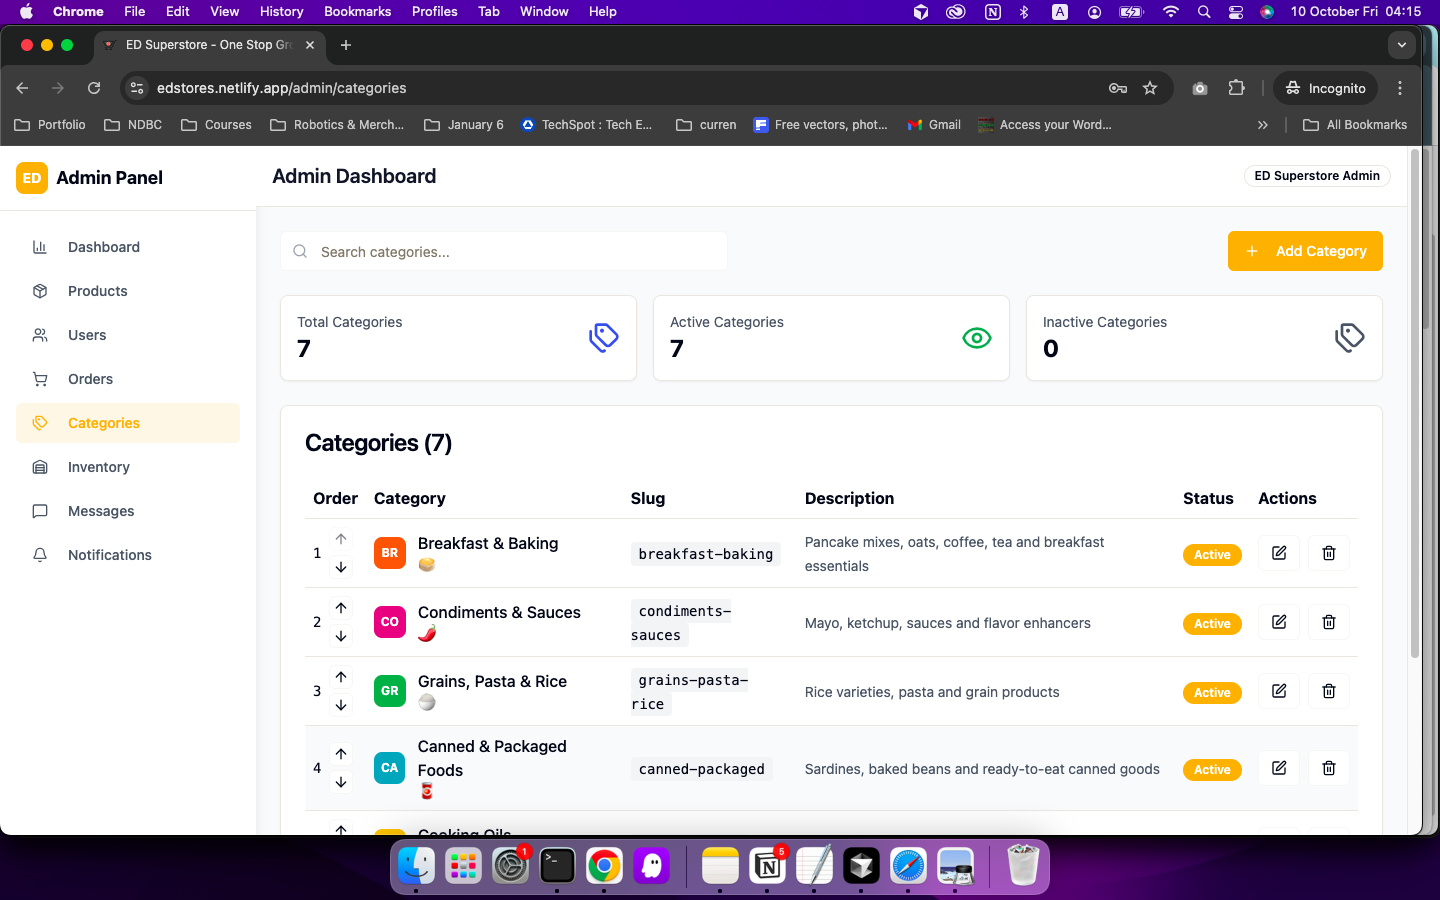 Chrome File Edit View History Bookmarks Profiles Tab Window Help A 10 October Fri 04:15
ED Superstore - One Stop Gr
edstores.netlify.app/admin/categories Incognito
Portfolio NDBC Courses Robotics & Merch... January 6 TechSpot : Tech E... curren Free vectors, phot... Gmail Access your Word... » All Bookmarks
ED Admin Panel
Admin Dashboard
ED Superstore Admin
Dashboard
Products
Users
Orders
Categories
Inventory
Messages
Notifications
Search categories...
+ Add Category
Total Categories
7
Active Categories
7
Inactive Categories
0
Categories (7)
Order Category Slug Description Status Actions
1 BR Breakfast & Baking breakfast-baking Pancake mixes, oats, coffee, tea and breakfast
essentials Active
2 CO Condiments & Sauces condiments-
sauces Mayo, ketchup, sauces and flavor enhancers Active
3 GR Grains, Pasta & Rice grains-pasta-
rice Rice varieties, pasta and grain products Active
4 CA Canned & Packaged
Foods canned-packaged Sardines, baked beans and ready-to-eat canned goods Active
Cooking Oils
1
5